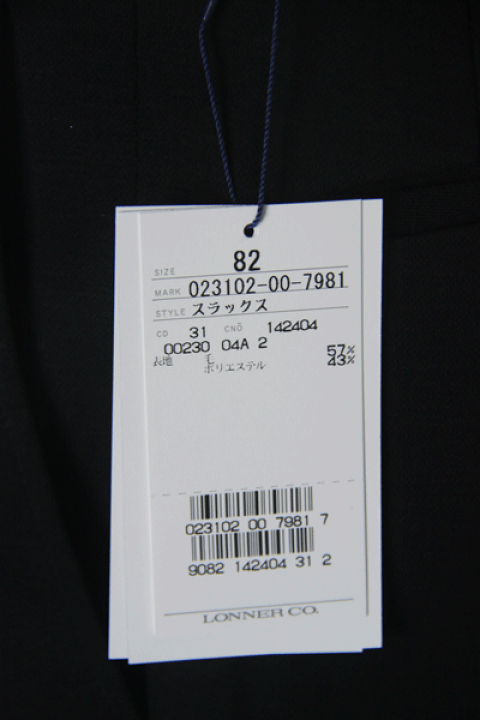 SIZE 82
MARK 023102-00-7981
STYLE スラックス
CD 31 CNO 142404
00230 04A 2
表地 毛 57%
ポリエステル 43%
023102 00 7981 7
9082 142404 31 2
LONNER CO.